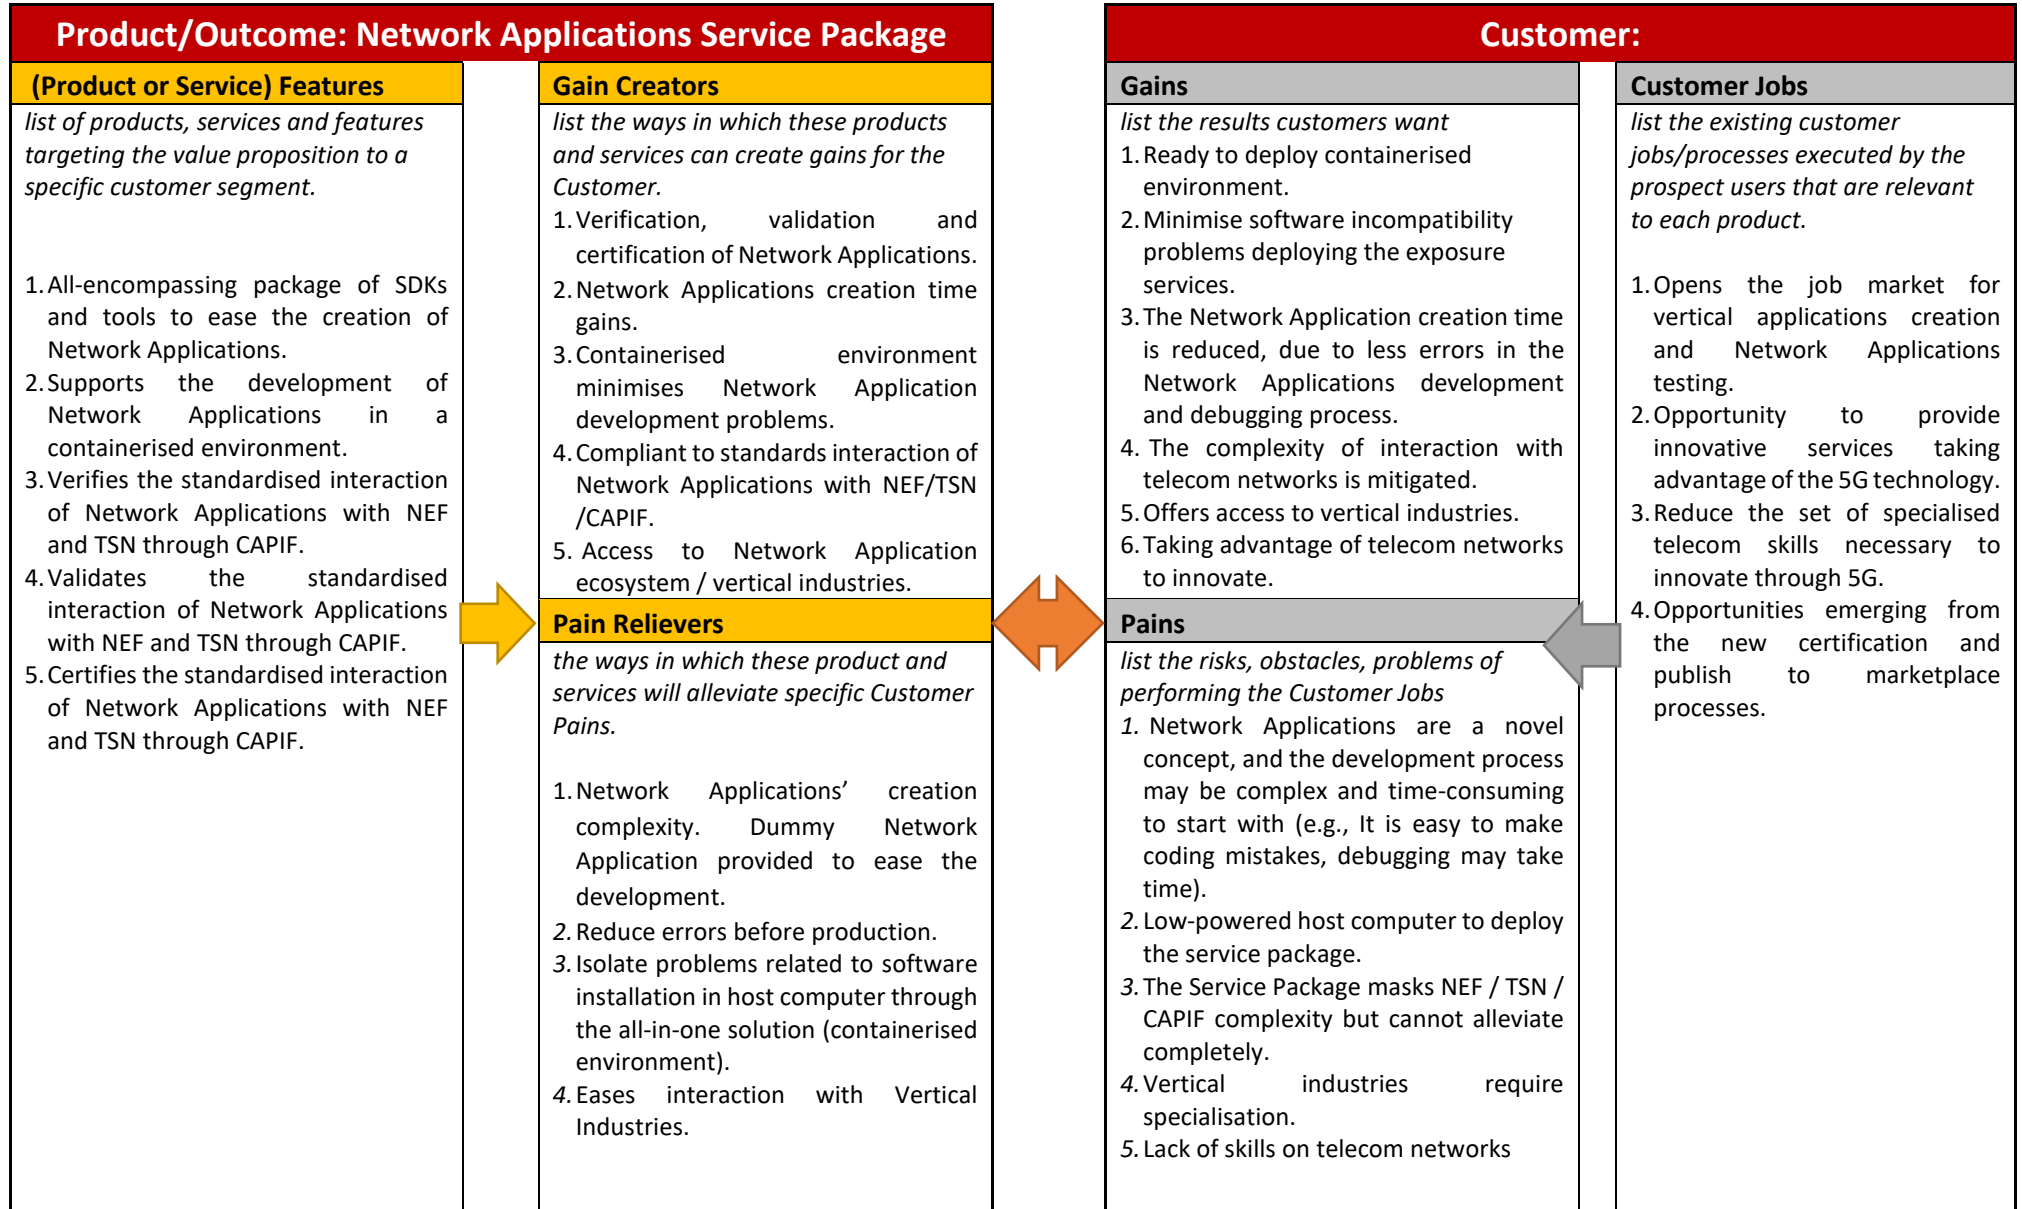 Product/Outcome: Network Applications Service Package
(Product or Service) Features
list of products, services and features
targeting the value proposition to a
specific customer segment.
1. All-encompassing package of SDKs
and tools to ease the creation of
Network Applications.
2. Supports the development of
Network Applications in a
containerised environment.
3. Verifies the standardised interaction
of Network Applications with NEF
and TSN through CAPIF.
4. Validates the standardised
interaction of Network Applications
with NEF and TSN through CAPIF.
5. Certifies the standardised interaction
of Network Applications with NEF
and TSN through CAPIF.
Gain Creators
list the ways in which these products
and services can create gains for the
Customer.
1. Verification, validation and
certification of Network Applications.
2. Network Applications creation time
gains.
3. Containerised environment
minimises Network Application
development problems.
4. Compliant to standards interaction of
Network Applications with NEF/TSN
/CAPIF.
5. Access to Network Application
ecosystem / vertical industries.
Pain Relievers
the ways in which these product and
services will alleviate specific Customer
Pains.
1. Network Applications’ creation
complexity. Dummy Network
Application provided to ease the
development.
2. Reduce errors before production.
3. Isolate problems related to software
installation in host computer through
the all-in-one solution (containerised
environment).
4. Eases interaction with Vertical
Industries.
Customer:
Gains
list the results customers want
1. Ready to deploy containerised
environment.
2. Minimise software incompatibility
problems deploying the exposure
services.
3. The Network Application creation time
is reduced, due to less errors in the
Network Applications development
and debugging process.
4. The complexity of interaction with
telecom networks is mitigated.
5. Offers access to vertical industries.
6. Taking advantage of telecom networks
to innovate.
Pains
list the risks, obstacles, problems of
performing the Customer Jobs
1. Network Applications are a novel
concept, and the development process
may be complex and time-consuming
to start with (e.g., It is easy to make
coding mistakes, debugging may take
time).
2. Low-powered host computer to deploy
the service package.
3. The Service Package masks NEF / TSN /
CAPIF complexity but cannot alleviate
completely.
4. Vertical industries require
specialisation.
5. Lack of skills on telecom networks
Customer Jobs
list the existing customer
jobs/processes executed by the
prospect users that are relevant
to each product.
1. Opens the job market for
vertical applications creation
and Network Applications
testing.
2. Opportunity to provide
innovative services taking
advantage of the 5G technology.
3. Reduce the set of specialised
telecom skills necessary to
innovate through 5G.
4. Opportunities emerging from
the new certification and
publish to marketplace
processes.